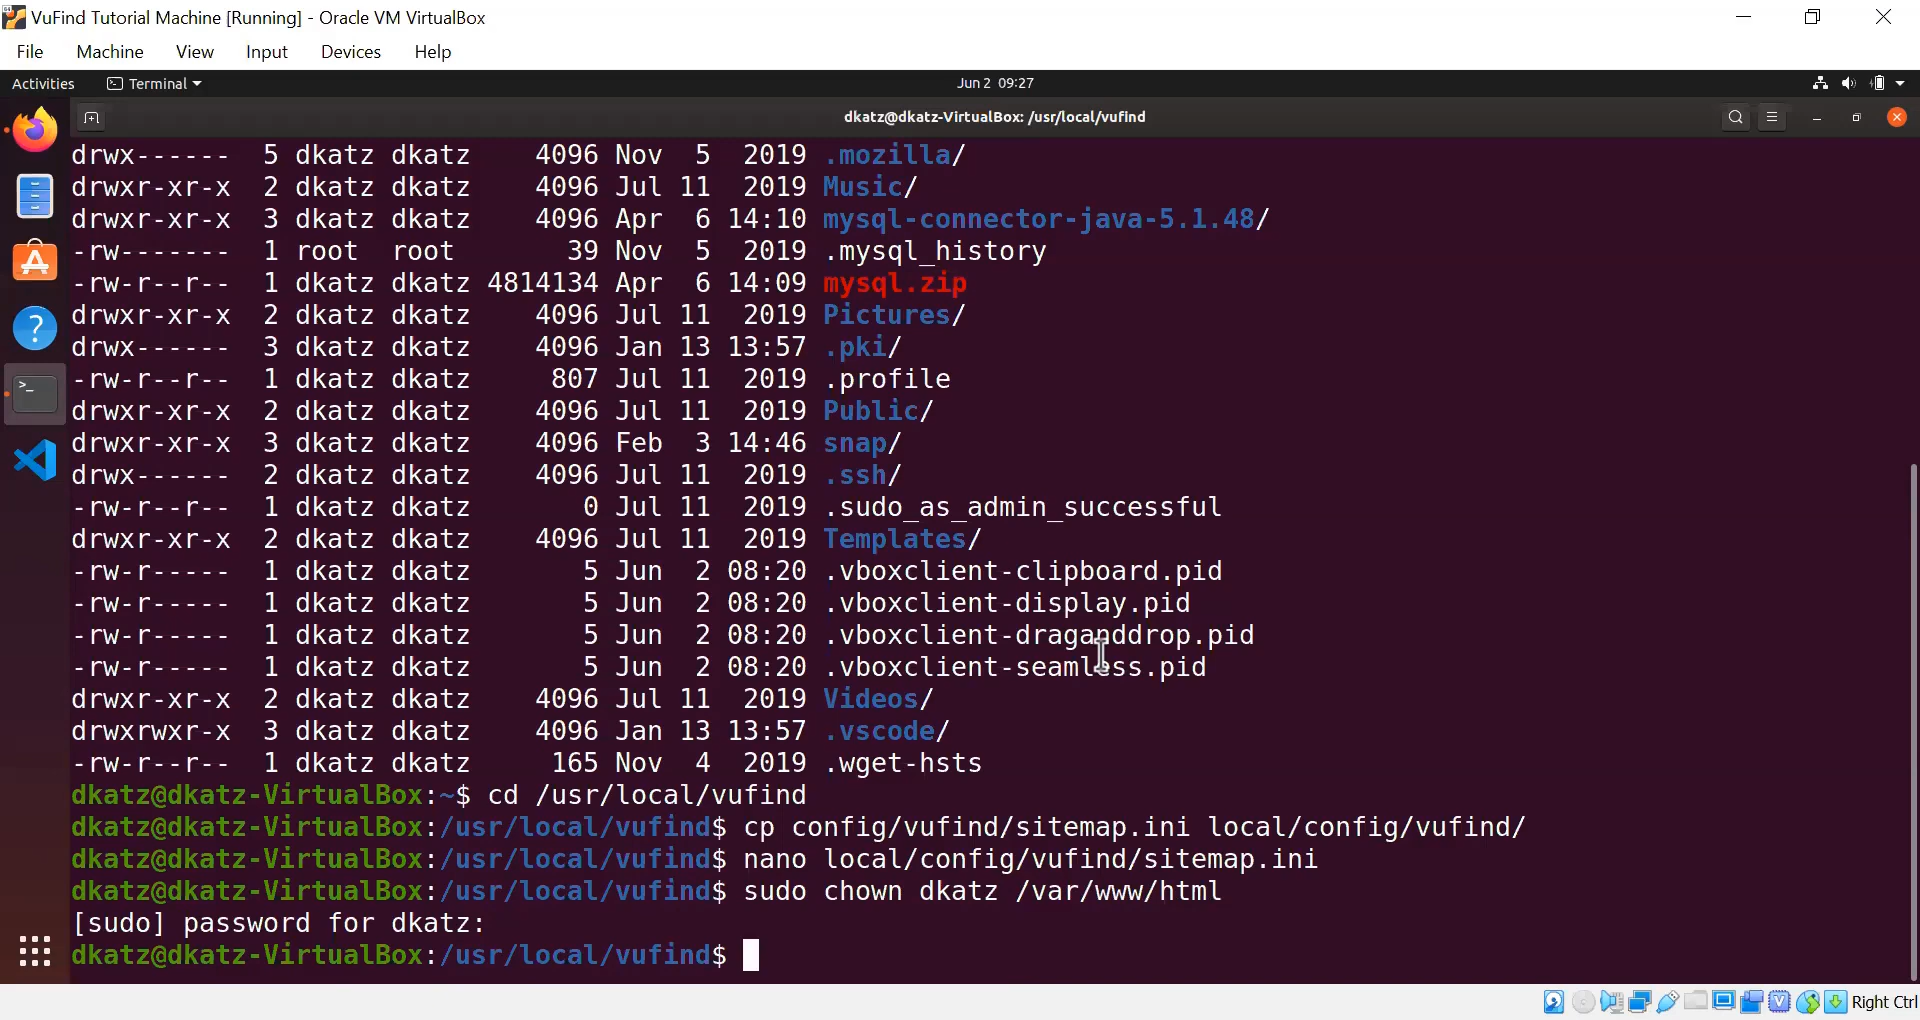 VuFind Tutorial Machine [Running] - Oracle VM VirtualBox
File Machine View Input Devices Help
Activities Terminal Jun 2 09:27
dkatz@dkatz-VirtualBox: /usr/local/vufind
drwx------ 5 dkatz dkatz 4096 Nov 5 2019 .mozilla/
drwxr-xr-x 2 dkatz dkatz 4096 Jul 11 2019 Music/
drwxr-xr-x 3 dkatz dkatz 4096 Apr 6 14:10 mysql-connector-java-5.1.48/
-rw------- 1 root root 39 Nov 5 2019 .mysql_history
-rw-r--r-- 1 dkatz dkatz 4814134 Apr 6 14:09 mysql.zip
drwxr-xr-x 2 dkatz dkatz 4096 Jul 11 2019 Pictures/
drwx------ 3 dkatz dkatz 4096 Jan 13 13:57 .pki/
-rw-r--r-- 1 dkatz dkatz 807 Jul 11 2019 .profile
drwxr-xr-x 2 dkatz dkatz 4096 Jul 11 2019 Public/
drwxr-xr-x 3 dkatz dkatz 4096 Feb 3 14:46 snap/
drwx------ 2 dkatz dkatz 4096 Jul 11 2019 .ssh/
-rw-r--r-- 1 dkatz dkatz 0 Jul 11 2019 .sudo_as_admin_successful
drwxr-xr-x 2 dkatz dkatz 4096 Jul 11 2019 Templates/
-rw-r----- 1 dkatz dkatz 5 Jun 2 08:20 .vboxclient-clipboard.pid
-rw-r----- 1 dkatz dkatz 5 Jun 2 08:20 .vboxclient-display.pid
-rw-r----- 1 dkatz dkatz 5 Jun 2 08:20 .vboxclient-draganddrop.pid
-rw-r----- 1 dkatz dkatz 5 Jun 2 08:20 .vboxclient-seamless.pid
drwxr-xr-x 2 dkatz dkatz 4096 Jul 11 2019 Videos/
drwxrwxr-x 3 dkatz dkatz 4096 Jan 13 13:57 .vscode/
-rw-r--r-- 1 dkatz dkatz 165 Nov 4 2019 .wget-hsts
dkatz@dkatz-VirtualBox:~$ cd /usr/local/vufind
dkatz@dkatz-VirtualBox:/usr/local/vufind$ cp config/vufind/sitemap.ini local/config/vufind/
dkatz@dkatz-VirtualBox:/usr/local/vufind$ nano local/config/vufind/sitemap.ini
dkatz@dkatz-VirtualBox:/usr/local/vufind$ sudo chown dkatz /var/www/html
[sudo] password for dkatz:
dkatz@dkatz-VirtualBox:/usr/local/vufind$
Right Ctrl